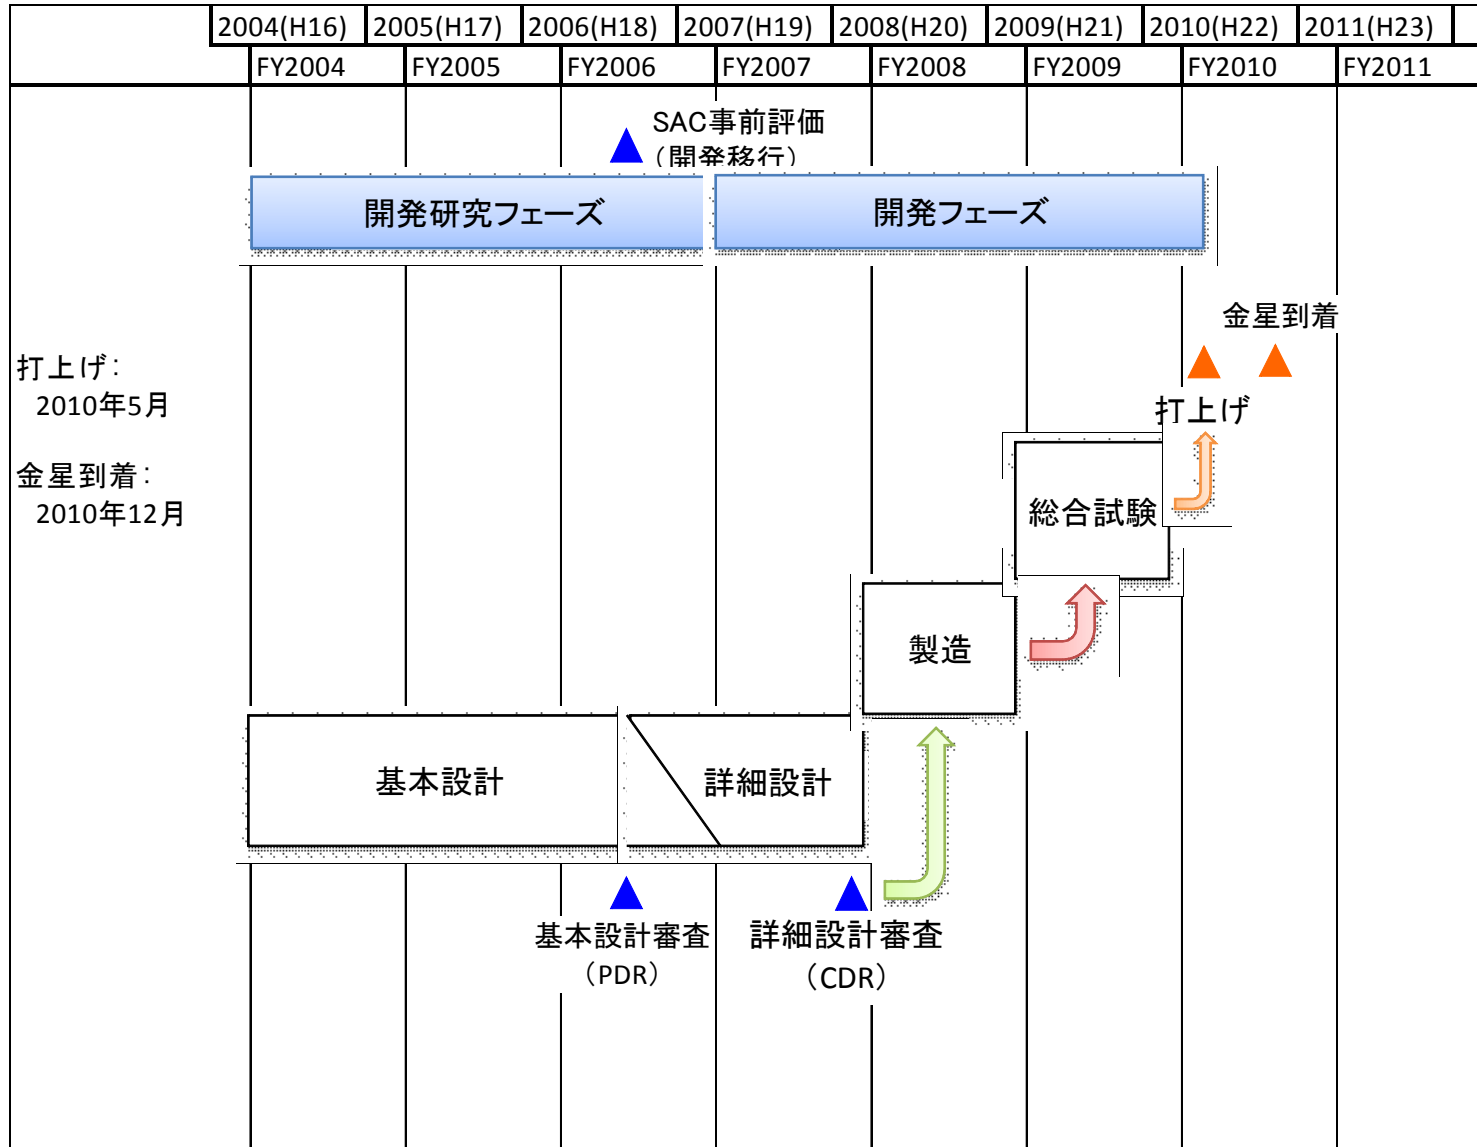 2004(H16) 2005(H17) 2006(H18) 2007(H19) 2008(H20) 2009(H21) 2010(H22) 2011(H23)
FY2004 FY2005 FY2006 FY2007 FY2008 FY2009 FY2010 FY2011
SAC事前評価
（開発移行）
開発研究フェーズ
開発フェーズ
金星到着
打上げ：
2010年5月
打上げ
金星到着：
2010年12月
総合試験
製造
基本設計
詳細設計
基本設計審査
（PDR）
詳細設計審査
（CDR）